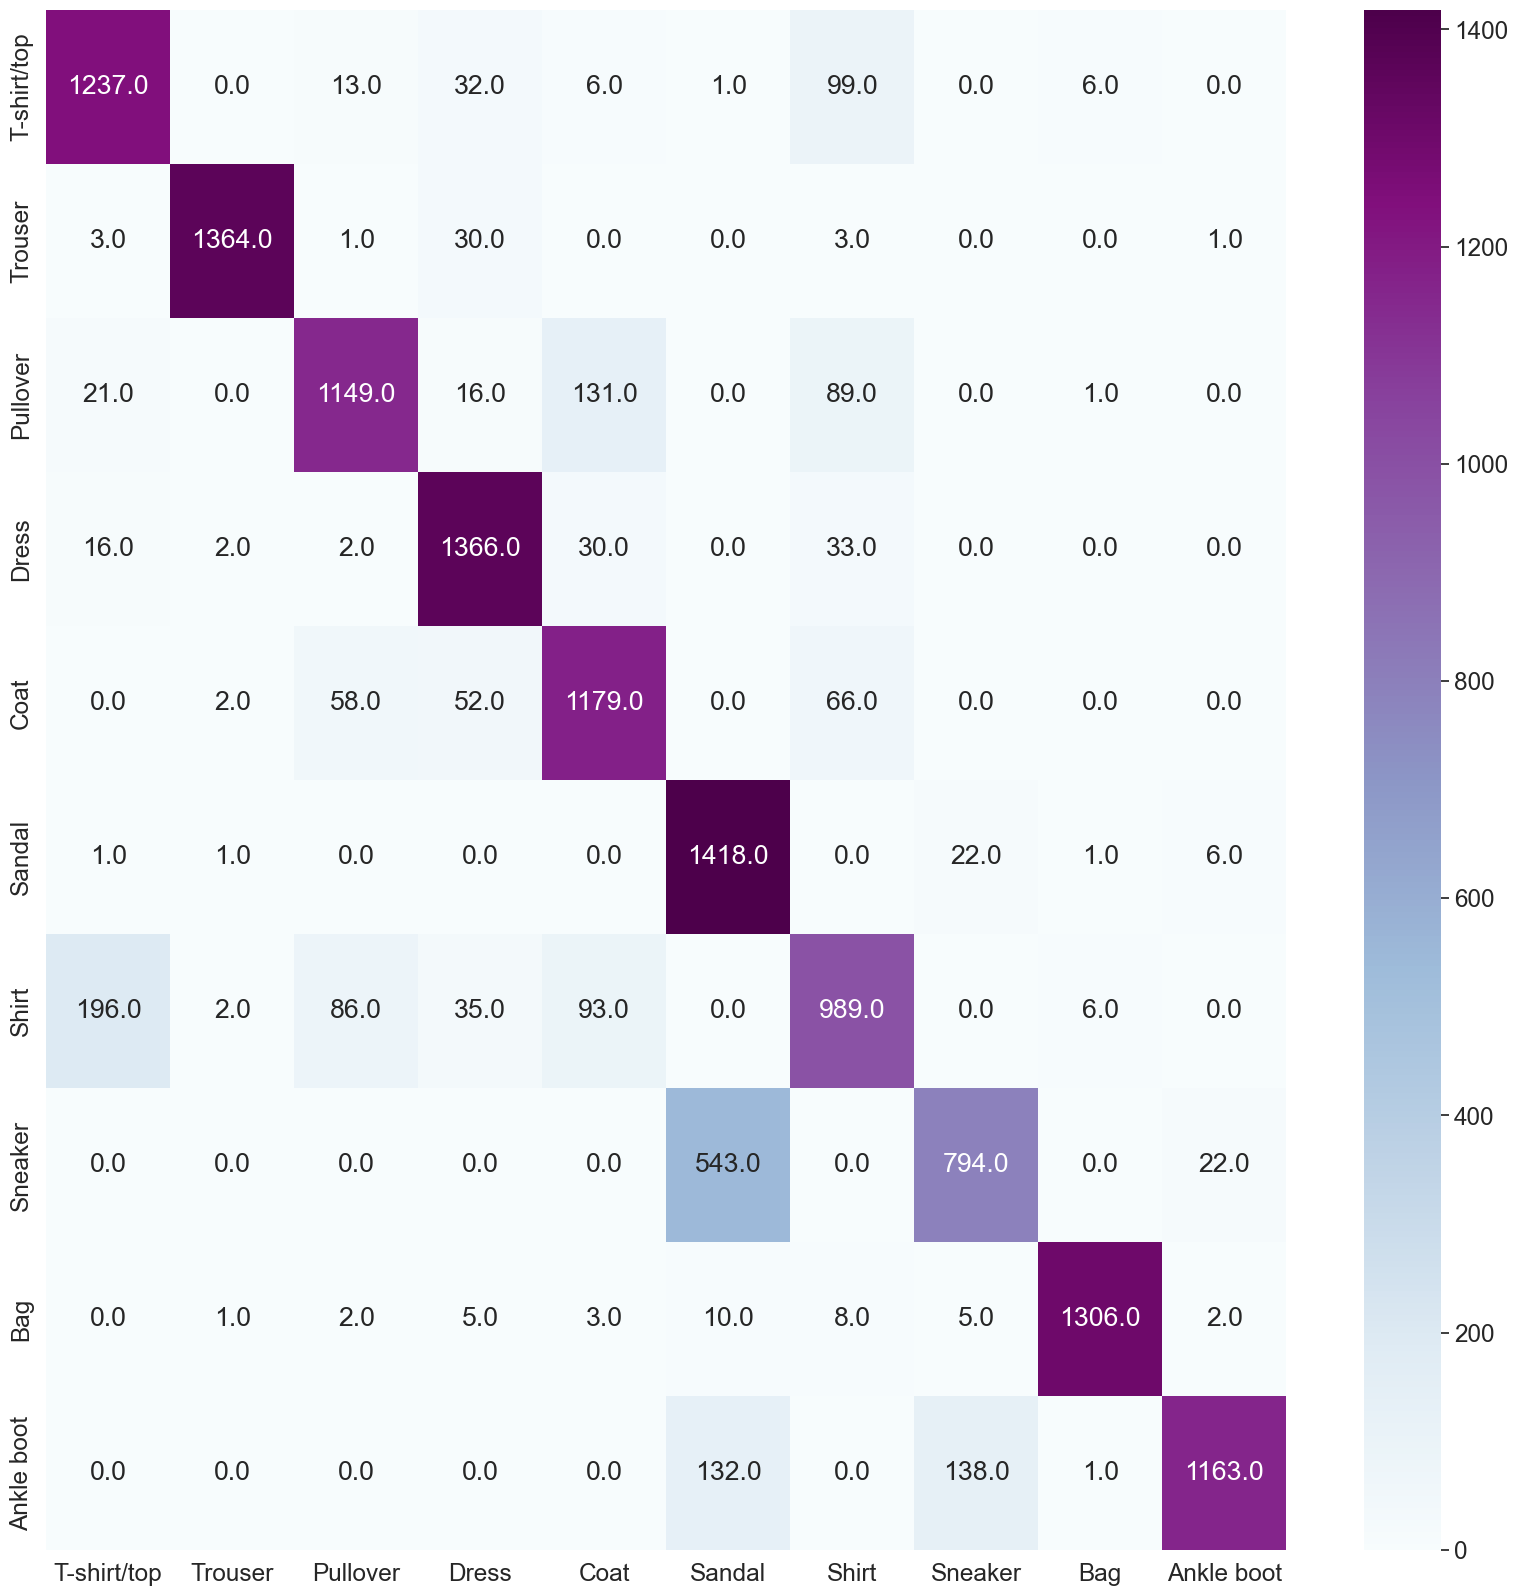 T-shirt/top 1237.0 0.0 13.0 32.0 6.0 1.0 99.0 0.0 6.0 0.0
Trouser 3.0 1364.0 1.0 30.0 0.0 0.0 3.0 0.0 0.0 1.0
Pullover 21.0 0.0 1149.0 16.0 131.0 0.0 89.0 0.0 1.0 0.0
Dress 16.0 2.0 2.0 1366.0 30.0 0.0 33.0 0.0 0.0 0.0
Coat 0.0 2.0 58.0 52.0 1179.0 0.0 66.0 0.0 0.0 0.0
Sandal 1.0 1.0 0.0 0.0 0.0 1418.0 0.0 22.0 1.0 6.0
Shirt 196.0 2.0 86.0 35.0 93.0 0.0 989.0 0.0 6.0 0.0
Sneaker 0.0 0.0 0.0 0.0 0.0 543.0 0.0 794.0 0.0 22.0
Bag 0.0 1.0 2.0 5.0 3.0 10.0 8.0 5.0 1306.0 2.0
Ankle boot 0.0 0.0 0.0 0.0 0.0 132.0 0.0 138.0 1.0 1163.0
T-shirt/top Trouser Pullover Dress Coat Sandal Shirt Sneaker Bag Ankle boot
1400
1200
1000
800
600
400
200
0